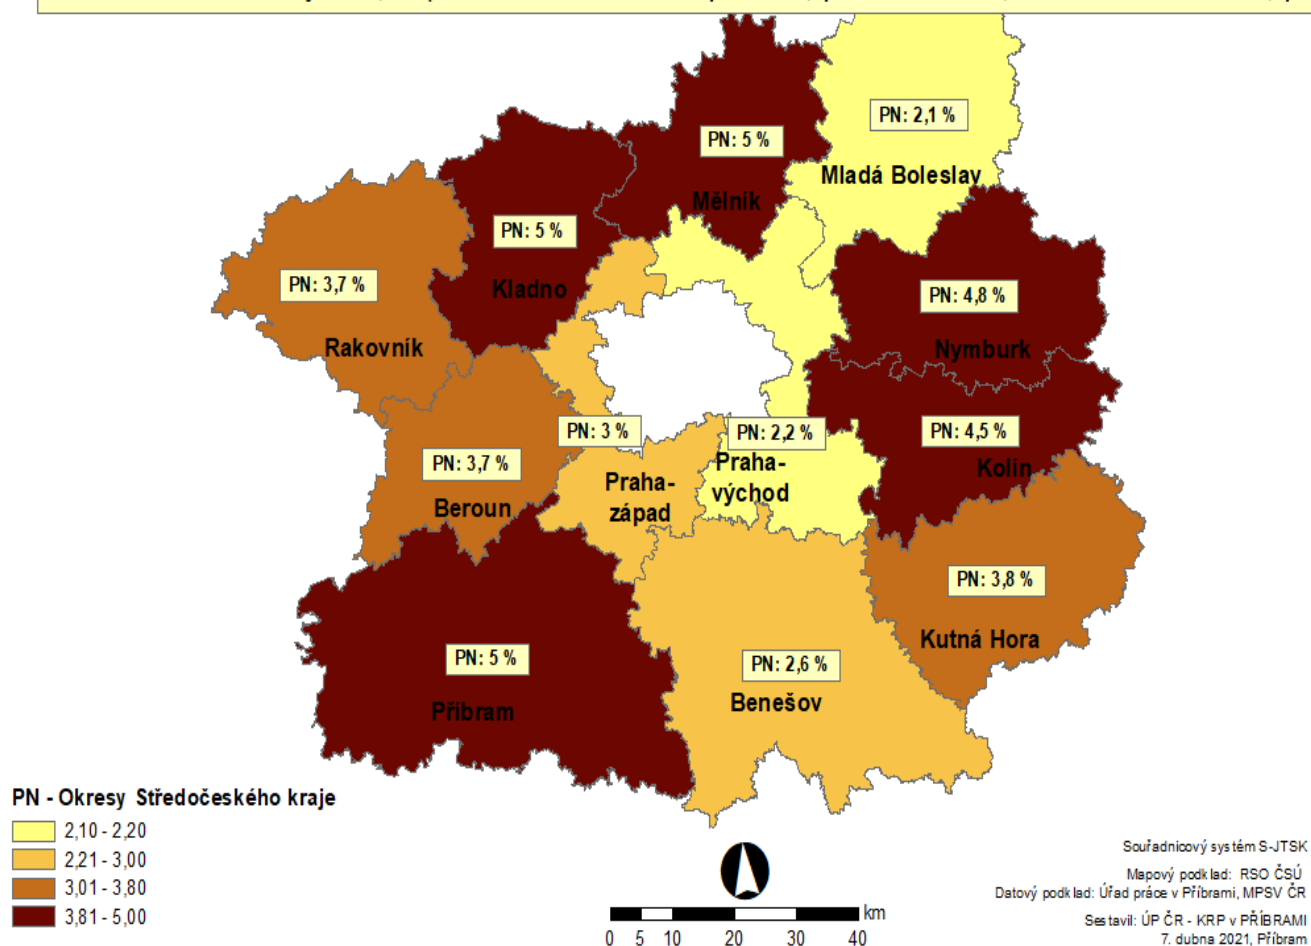 PN: 2,1 %
Mladá Boleslav
PN: 5 %
Mělník
PN: 5 %
Kladno
PN: 3,7 %
Rakovník
PN: 4,8 %
Nymburk
PN: 3 %
Praha-
západ
PN: 2,2 %
Praha-
východ
PN: 4,5 %
Kolín
PN: 3,7 %
Beroun
PN: 3,8 %
Kutná Hora
PN: 5 %
Příbram
PN: 2,6 %
Benešov
PN - Okresy Středočeského kraje
2,10 - 2,20
2,21 - 3,00
3,01 - 3,80
3,81 - 5,00
km
0 5 10 20 30 40
Souřadnicový systém S-JTSK
Mapový podklad: RSO ČSÚ
Datový podklad: Úřad práce v Příbrami, MPSV ČR
Sestavil: ÚP ČR - KRP v PŘÍBRAMI
7. dubna 2021, Příbram